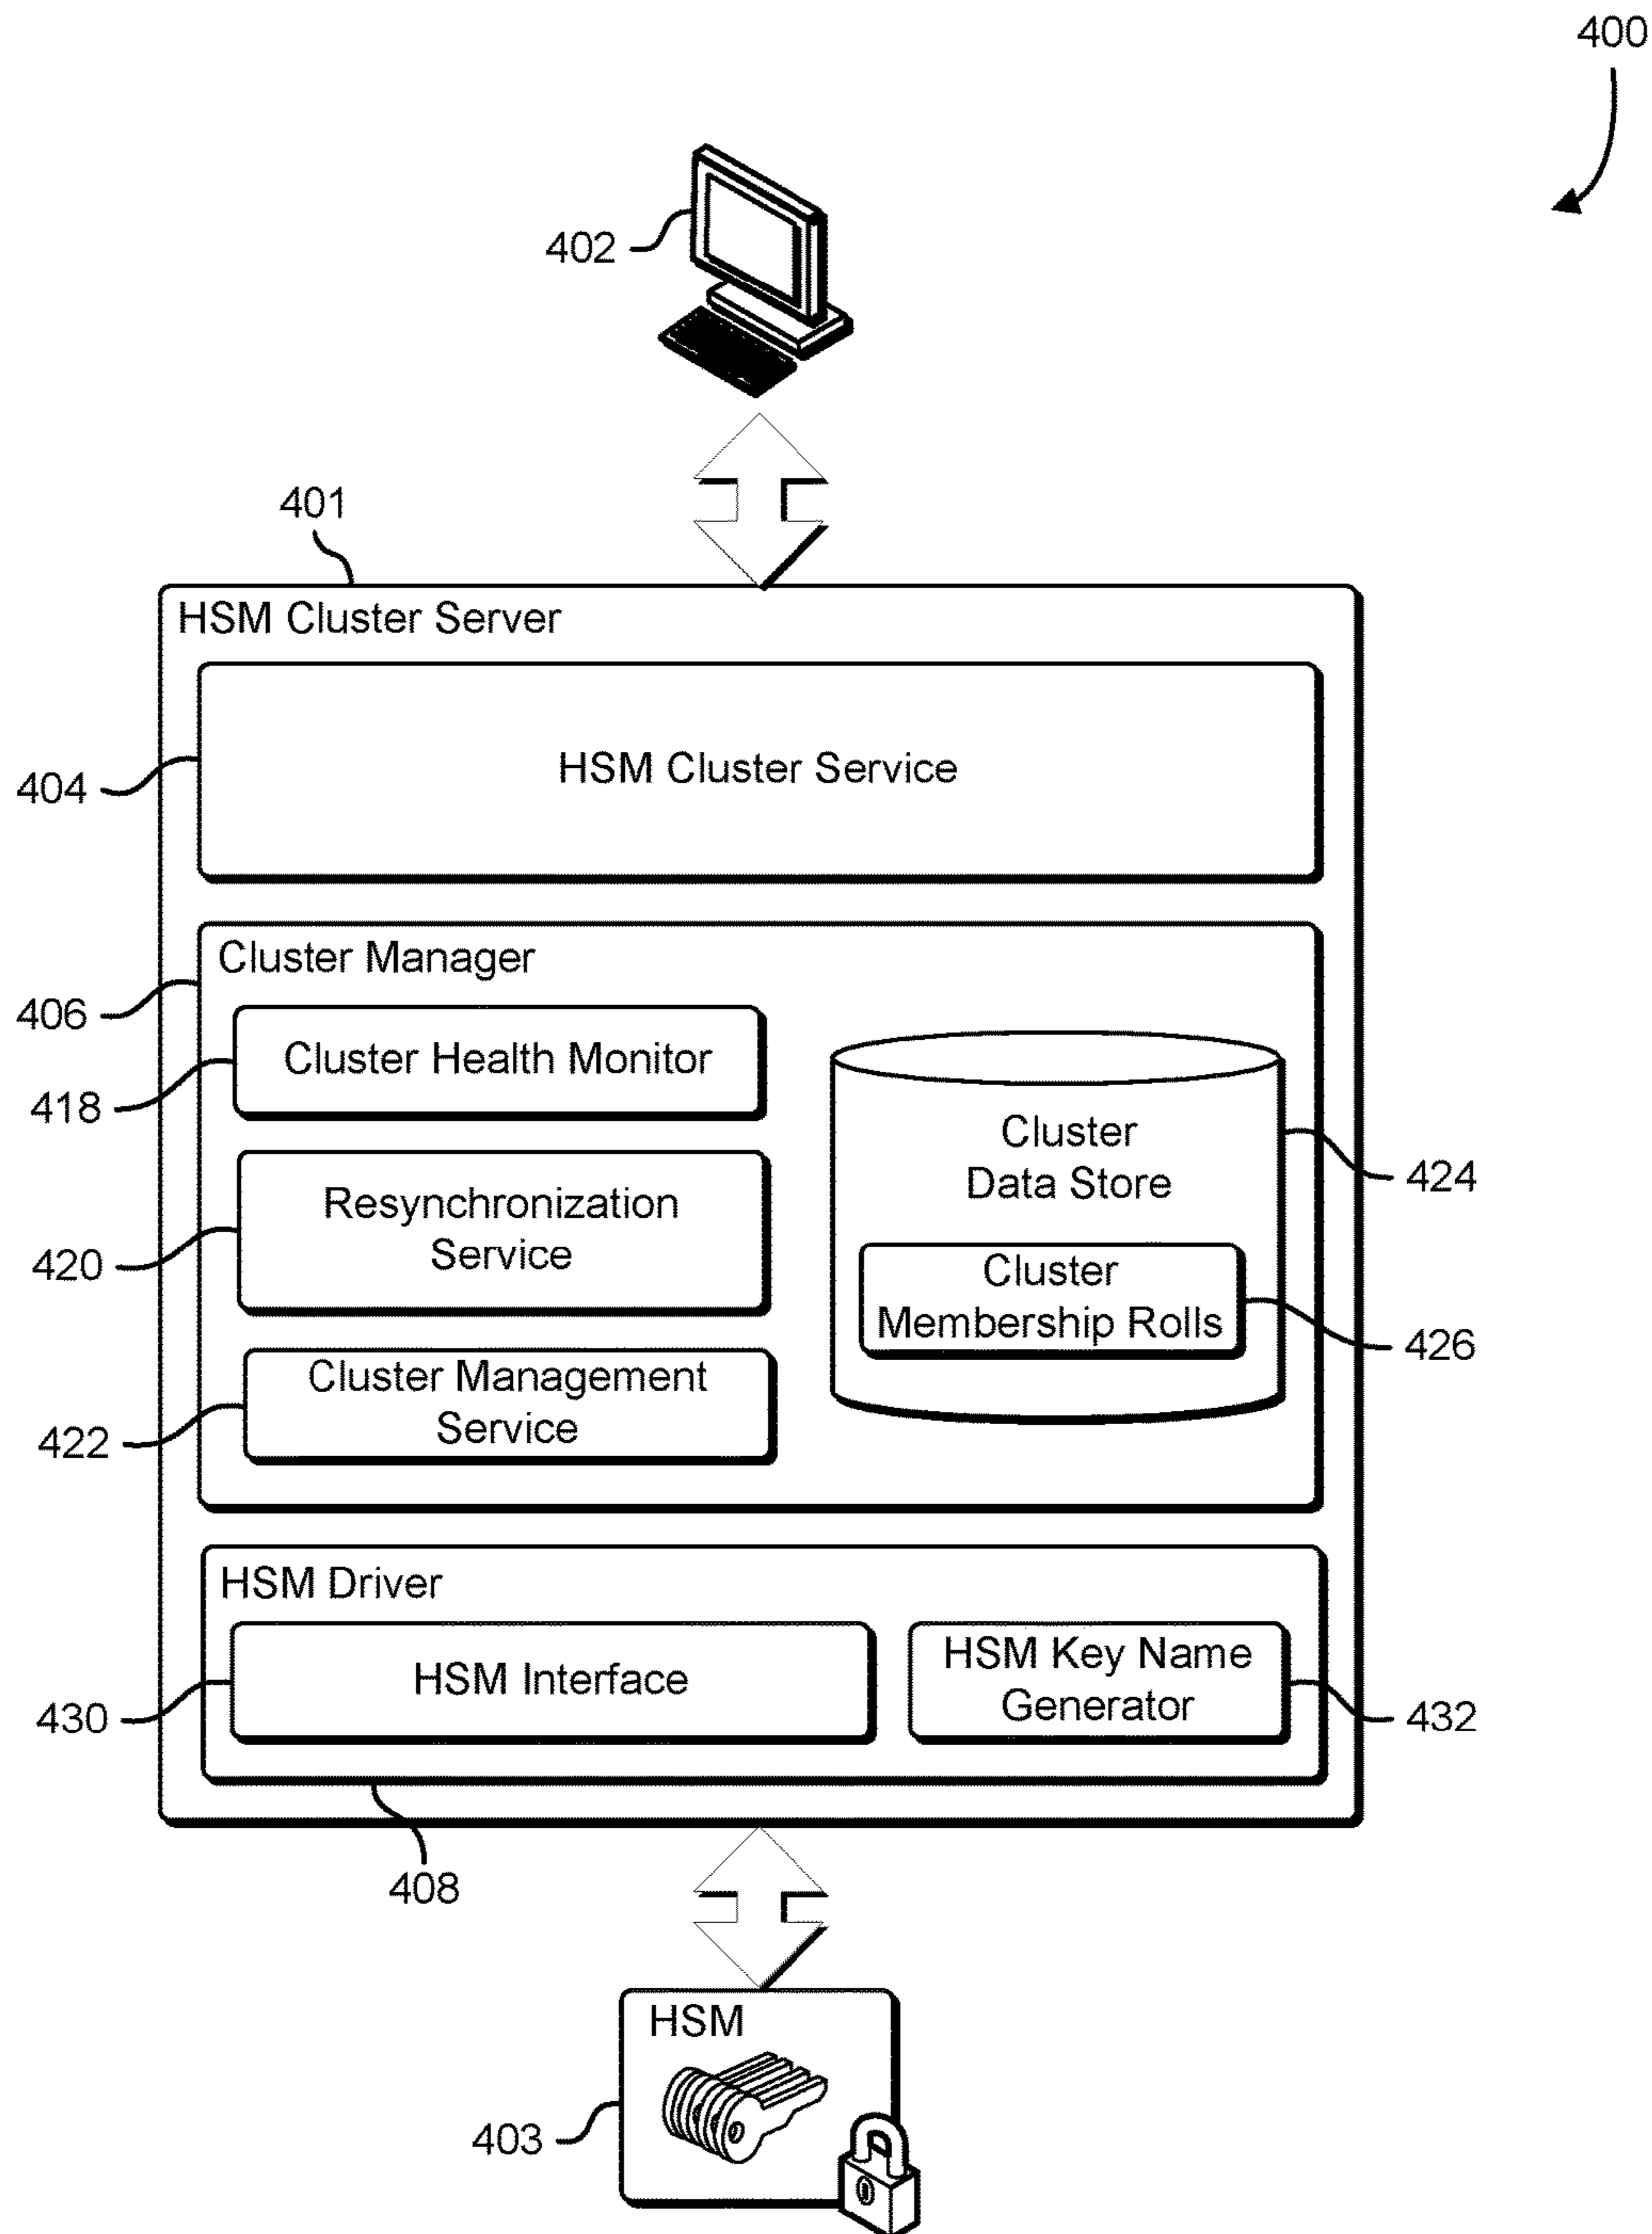 400
402
401
HSM Cluster Server
HSM Cluster Service
404
Cluster Manager
406
Cluster Health Monitor
418
Resynchronization
Service
420
Cluster Management
Service
422
Cluster
Data Store
424
Cluster
Membership Rolls
426
HSM Driver
HSM Interface
430
HSM Key Name
Generator
432
408
HSM
403